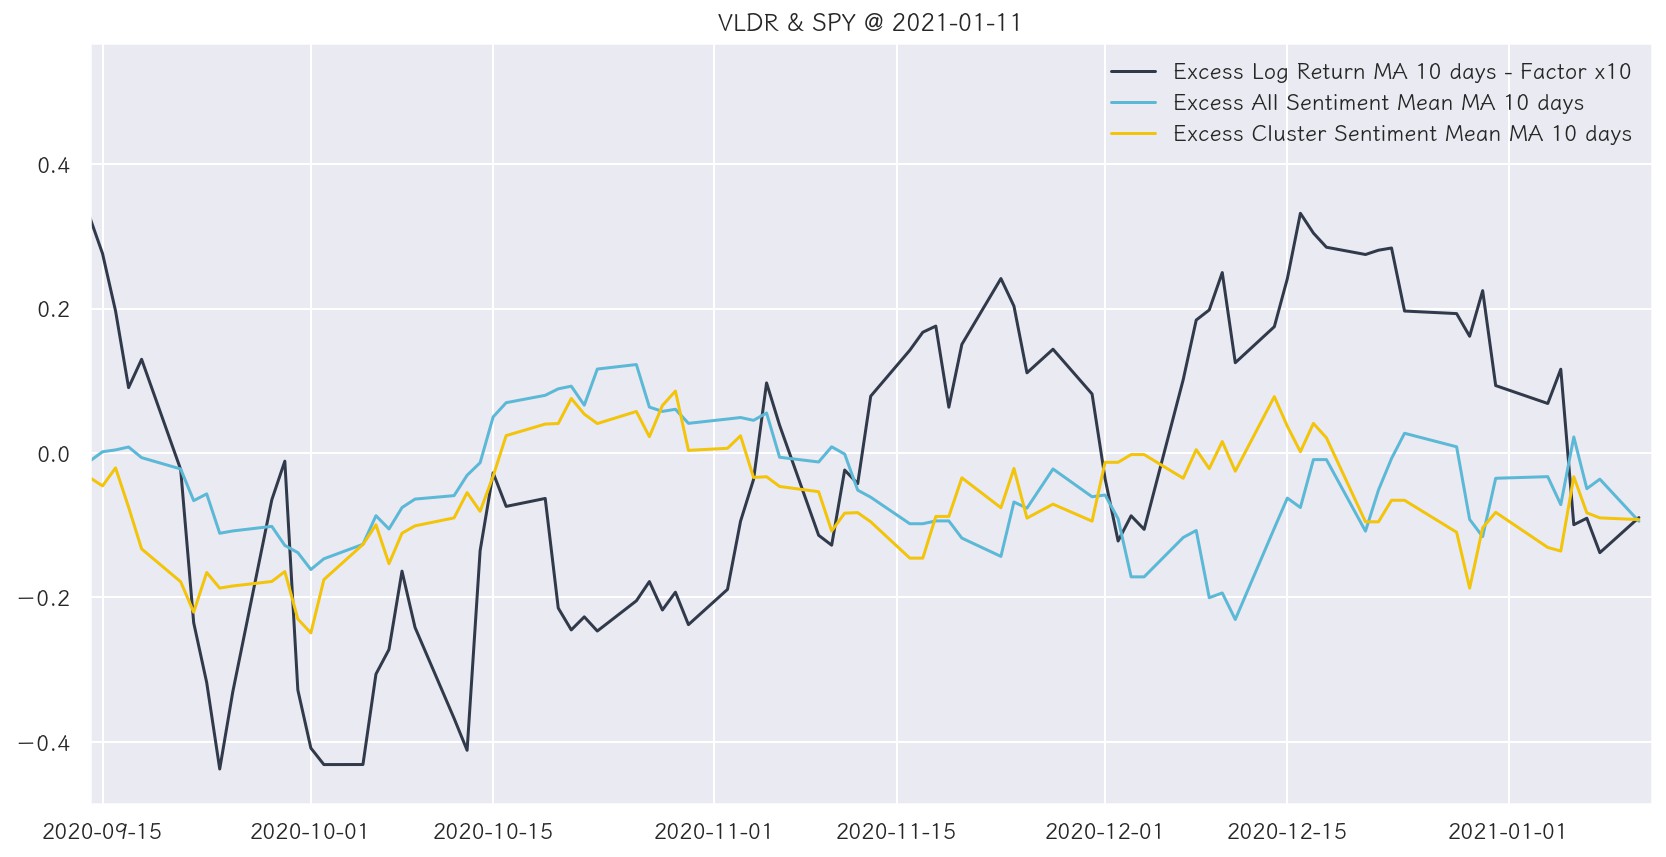 VLDR & SPY @ 2021-01-11
Excess Log Return MA 10 days - Factor x10
Excess All Sentiment Mean MA 10 days
Excess Cluster Sentiment Mean MA 10 days
0.4
0.2
0.0
−0.2
−0.4
2020-09-15 2020-10-01 2020-10-15 2020-11-01 2020-11-15 2020-12-01 2020-12-15 2021-01-01